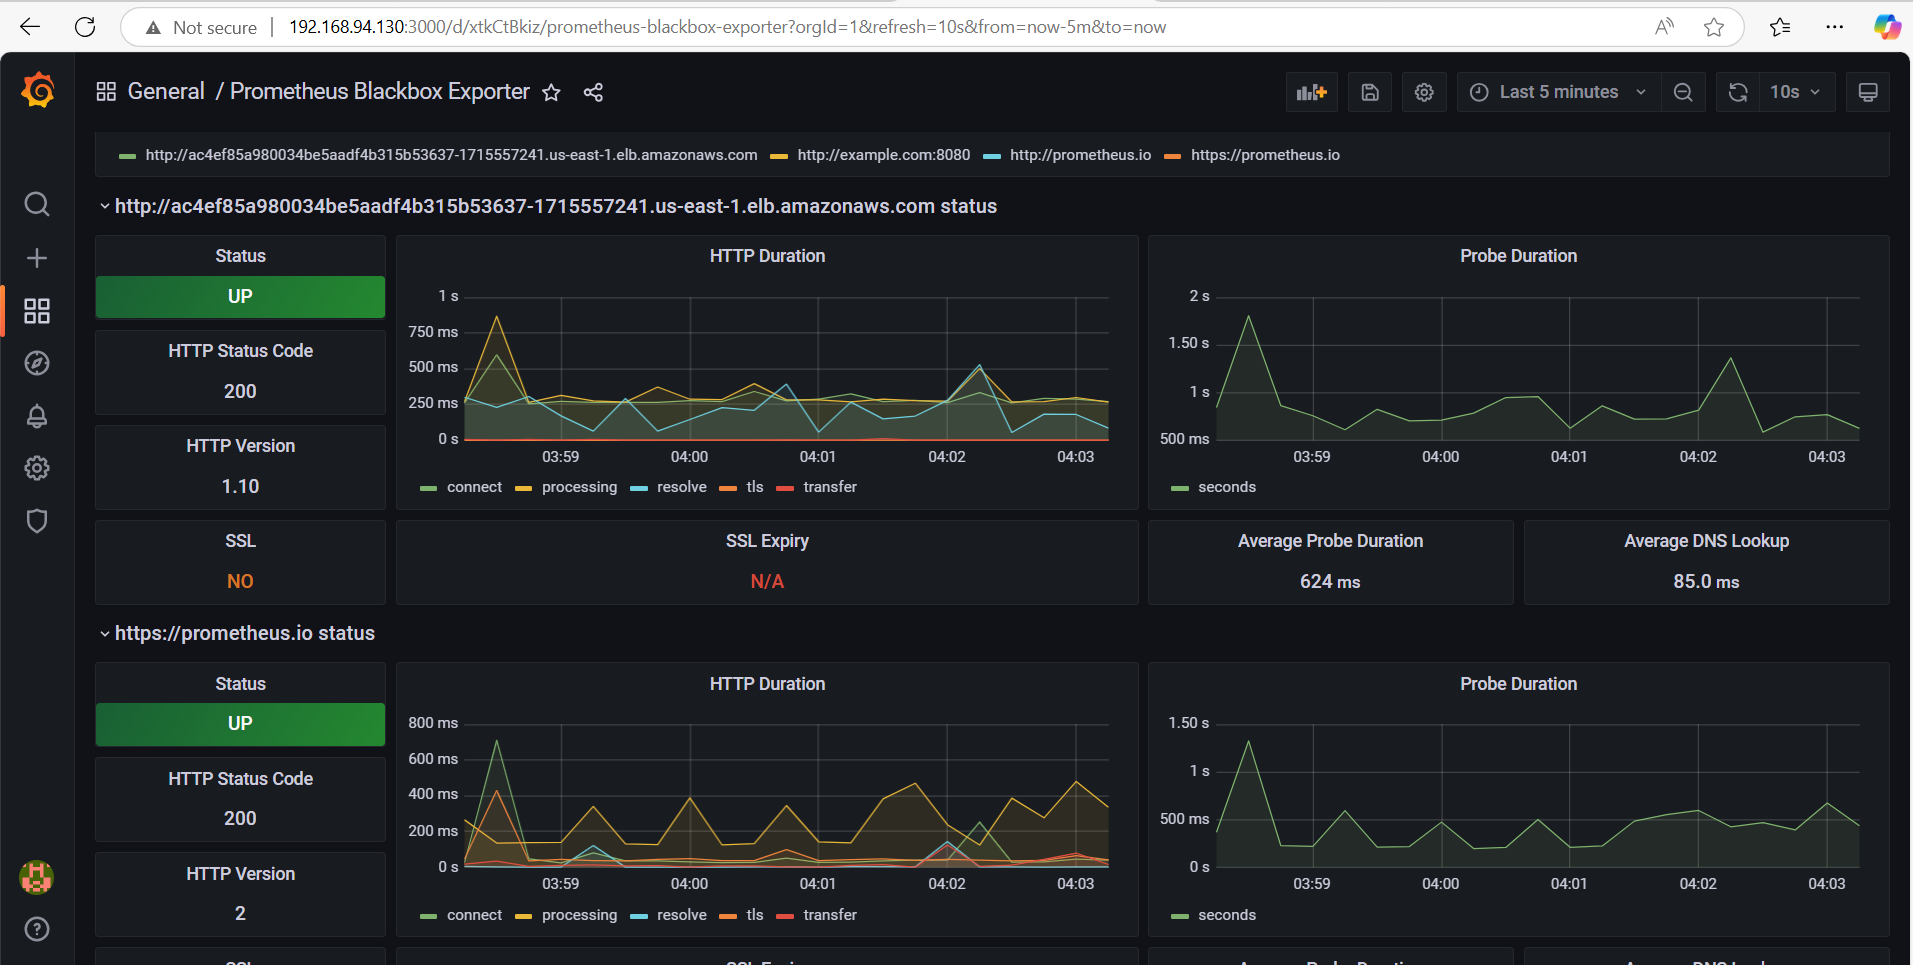 Not secure | 192.168.94.130:3000/d/xtkCtBkiz/prometheus-blackbox-exporter?orgId=1&refresh=10s&from=now-5m&to=now
General / Prometheus Blackbox Exporter
Last 5 minutes
10s
http://ac4ef85a980034be5aadf4b315b53637-1715557241.us-east-1.elb.amazonaws.com http://example.com:8080 http://prometheus.io https://prometheus.io
http://ac4ef85a980034be5aadf4b315b53637-1715557241.us-east-1.elb.amazonaws.com status
Status
UP
HTTP Status Code
200
HTTP Version
1.10
HTTP Duration
1 s
750 ms
500 ms
250 ms
0 s
03:59 04:00 04:01 04:02 04:03
connect processing resolve tls transfer
Probe Duration
2 s
1.50 s
1 s
500 ms
03:59 04:00 04:01 04:02 04:03
seconds
SSL
NO
SSL Expiry
N/A
Average Probe Duration
624 ms
Average DNS Lookup
85.0 ms
https://prometheus.io status
Status
UP
HTTP Status Code
200
HTTP Version
2
HTTP Duration
800 ms
600 ms
400 ms
200 ms
0 s
03:59 04:00 04:01 04:02 04:03
connect processing resolve tls transfer
Probe Duration
1.50 s
1 s
500 ms
0 s
03:59 04:00 04:01 04:02 04:03
seconds